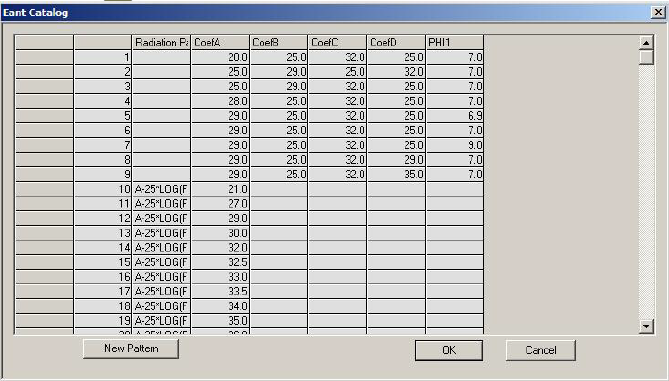 Eant Catalog
Radiation Pa CoefA CoefB CoefC CoefD PHI1
1 20.0 25.0 32.0 25.0 7.0
2 25.0 29.0 25.0 32.0 7.0
3 25.0 29.0 32.0 25.0 7.0
4 28.0 25.0 32.0 25.0 7.0
5 29.0 25.0 32.0 25.0 6.9
6 29.0 25.0 32.0 25.0 7.0
7 29.0 25.0 32.0 25.0 9.0
8 29.0 25.0 32.0 29.0 7.0
9 29.0 25.0 32.0 35.0 7.0
10 A-25*LOG(F 21.0
11 A-25*LOG(F 27.0
12 A-25*LOG(F 29.0
13 A-25*LOG(F 30.0
14 A-25*LOG(F 32.0
15 A-25*LOG(F 32.5
16 A-25*LOG(F 33.0
17 A-25*LOG(F 33.5
18 A-25*LOG(F 34.0
19 A-25*LOG(F 35.0
New Pattern OK Cancel